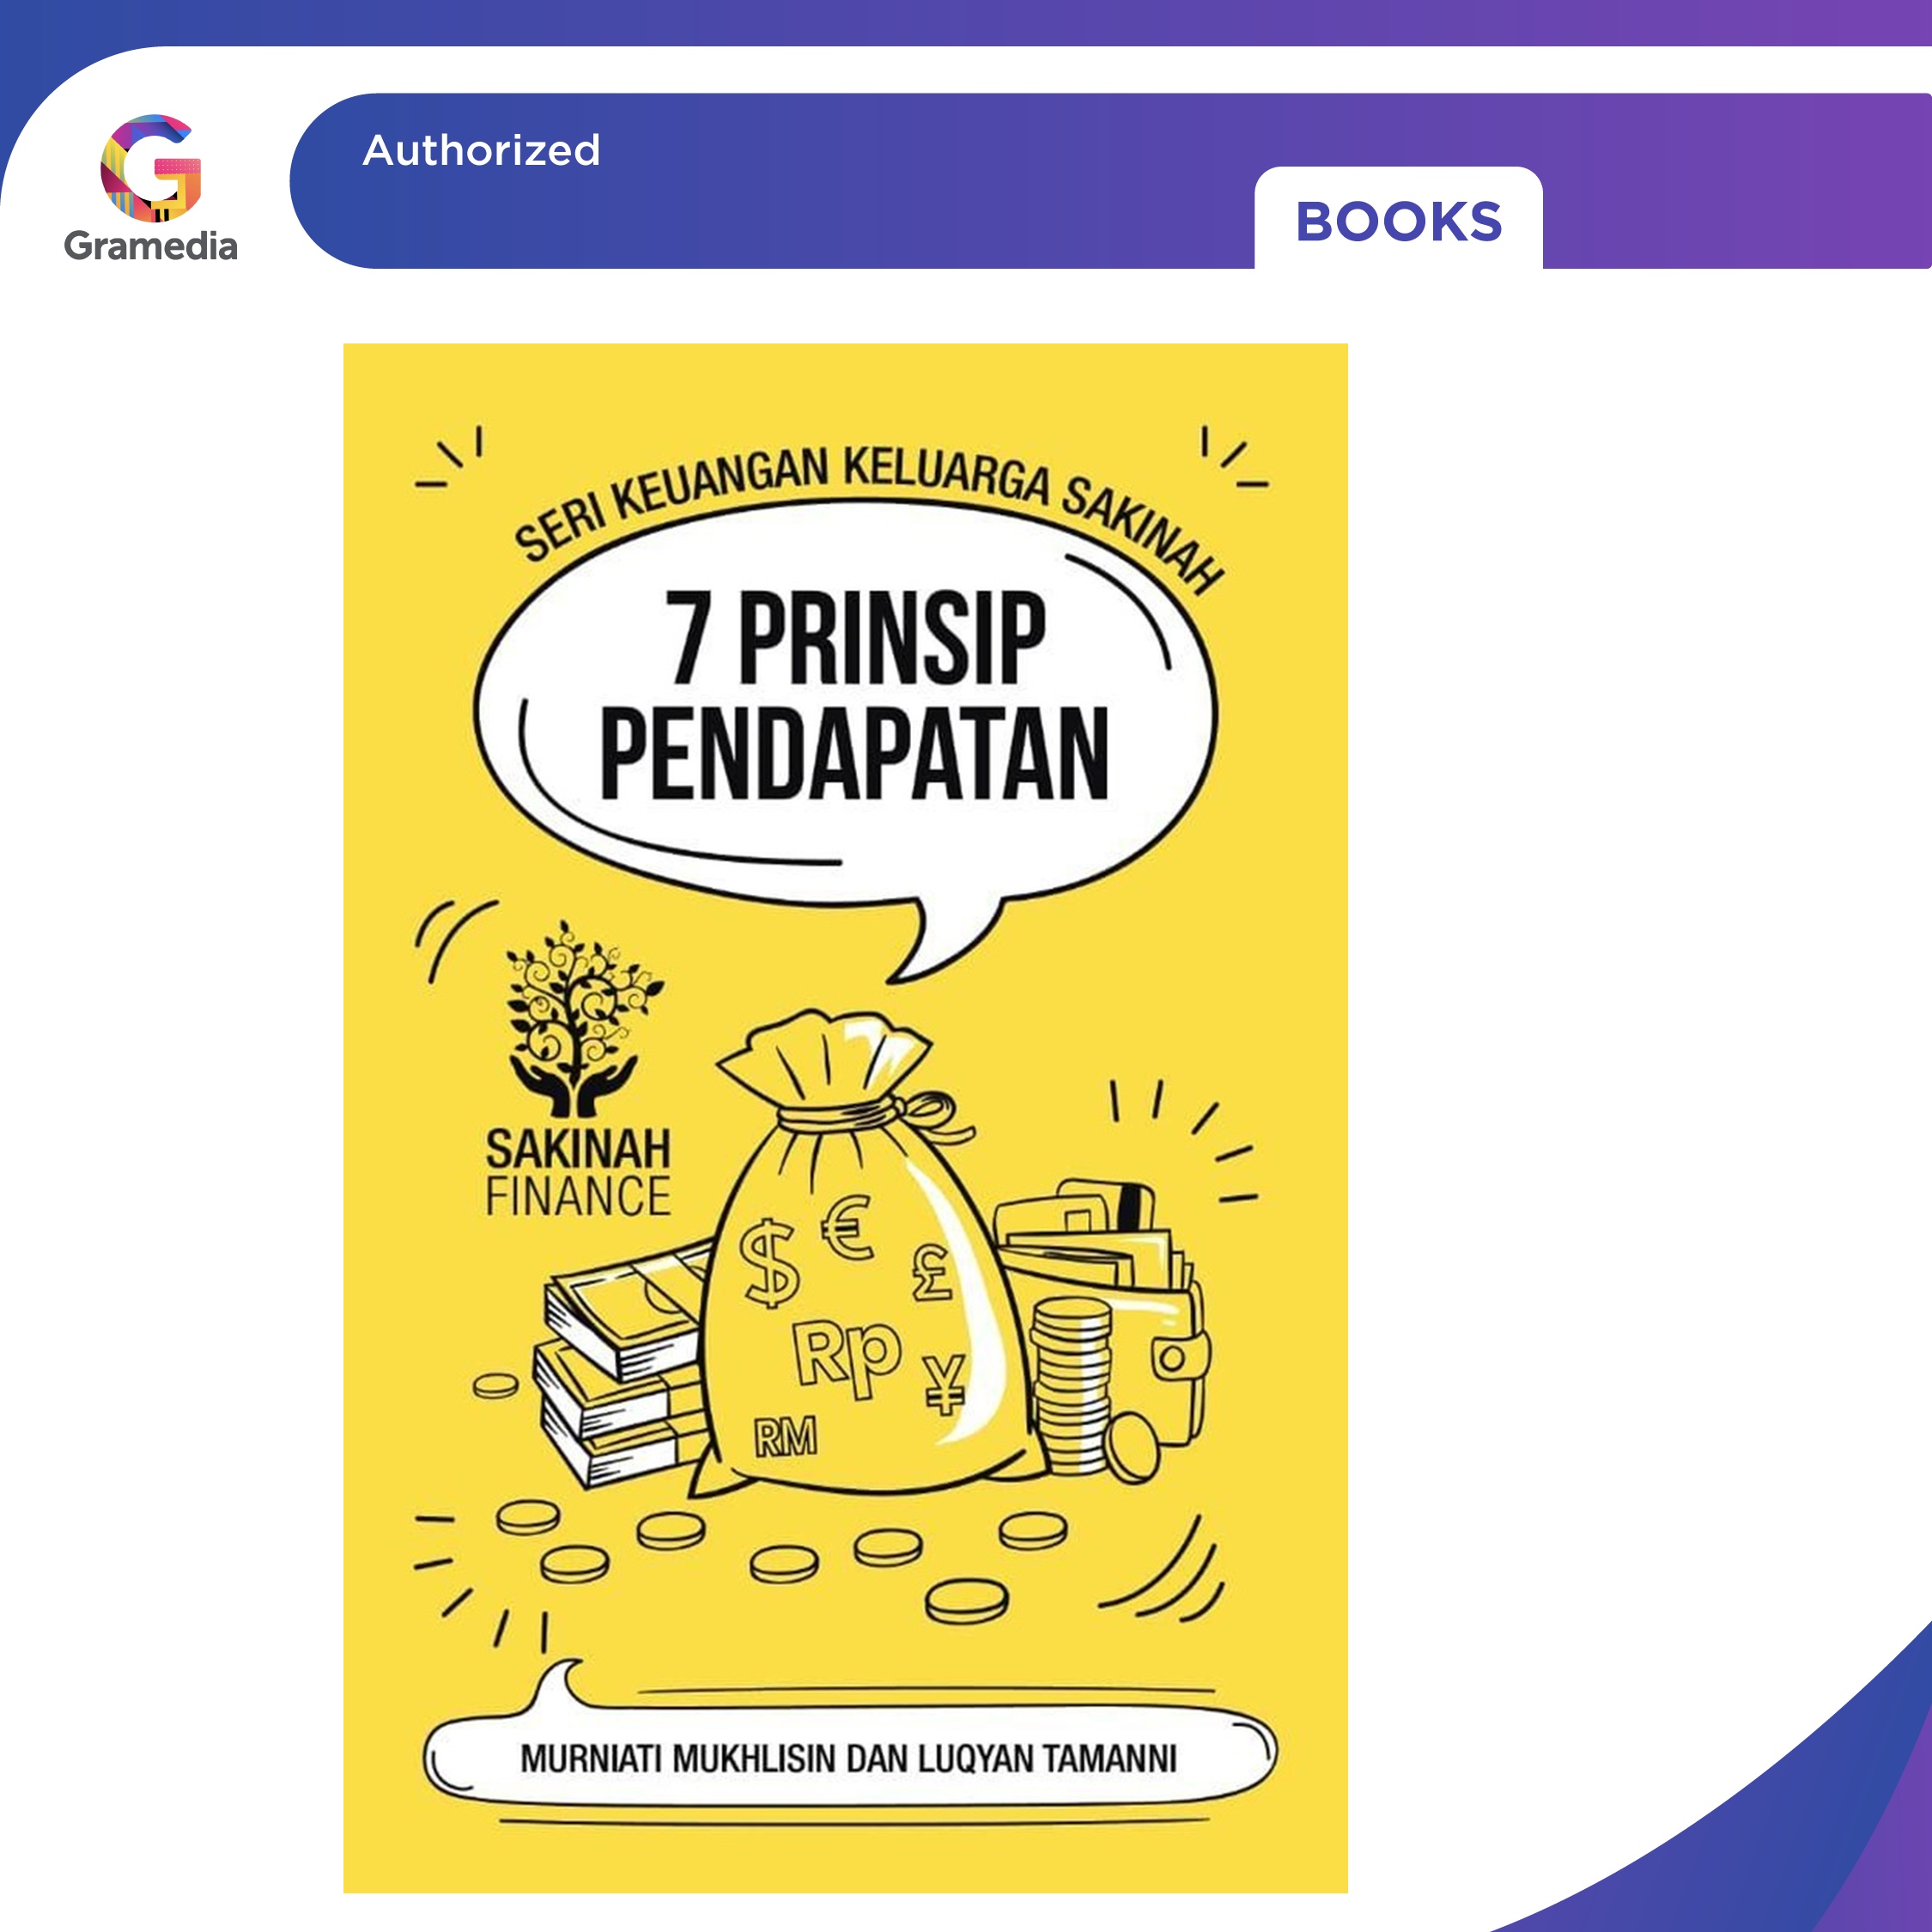 Gramedia
Authorized
BOOKS
SERI KEUANGAN KELUARGA SAKINAH
7 PRINSIP
PENDAPATAN
SAKINAH
FINANCE
$ € £
Rp ¥
RM
MURNIATI MUKHLISIN DAN LUQYAN TAMANNI